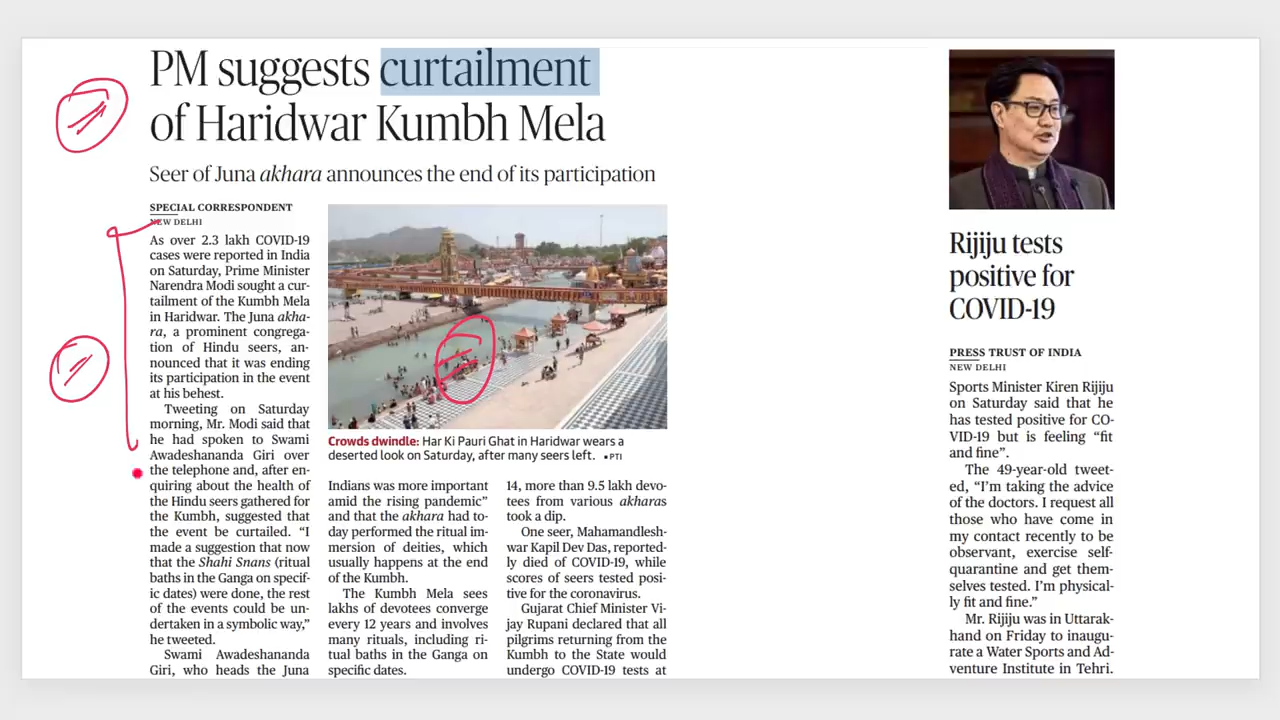 PM suggests curtailment
of Haridwar Kumbh Mela
Seer of Juna akhara announces the end of its participation
SPECIAL CORRESPONDENT
NEW DELHI
As over 2.3 lakh COVID-19
cases were reported in India
on Saturday, Prime Minister
Narendra Modi sought a cur-
tailment of the Kumbh Mela
in Haridwar. The Juna akha-
ra, a prominent congrega-
tion of Hindu seers, an-
nounced that it was ending
its participation in the event
at his behest.
Tweeting on Saturday
morning, Mr. Modi said that
he had spoken to Swami
Awadeshananda Giri over
the telephone and, after en-
quiring about the health of
the Hindu seers gathered for
the Kumbh, suggested that
the event be curtailed. “I
made a suggestion that now
that the Shahi Snans (ritual
baths in the Ganga on specif-
ic dates) were done, the rest
of the events could be un-
dertaken in a symbolic way,”
he tweeted.
Swami Awadeshananda
Giri, who heads the Juna
Crowds dwindle: Har Ki Pauri Ghat in Haridwar wears a
deserted look on Saturday, after many seers left. ▪ PTI
Indians was more important
amid the rising pandemic”
and that the akhara had to-
day performed the ritual im-
mersion of deities, which
usually happens at the end
of the Kumbh.
The Kumbh Mela sees
lakhs of devotees converge
every 12 years and involves
many rituals, including ri-
tual baths in the Ganga on
specific dates.
14, more than 9.5 lakh devo-
tees from various akharas
took a dip.
One seer, Mahamandlesh-
war Kapil Dev Das, reported-
ly died of COVID-19, while
scores of seers tested posi-
tive for the coronavirus.
Gujarat Chief Minister Vi-
jay Rupani declared that all
pilgrims returning from the
Kumbh to the State would
undergo COVID-19 tests at
Rijiju tests
positive for
COVID-19
PRESS TRUST OF INDIA
NEW DELHI
Sports Minister Kiren Rijiju
on Saturday said that he
has tested positive for CO-
VID-19 but is feeling “fit
and fine”.
The 49-year-old tweet-
ed, “I’m taking the advice
of the doctors. I request all
those who have come in
my contact recently to be
observant, exercise self-
quarantine and get them-
selves tested. I’m physical-
ly fit and fine.”
Mr. Rijiju was in Uttarak-
hand on Friday to inaugu-
rate a Water Sports and Ad-
venture Institute in Tehri.